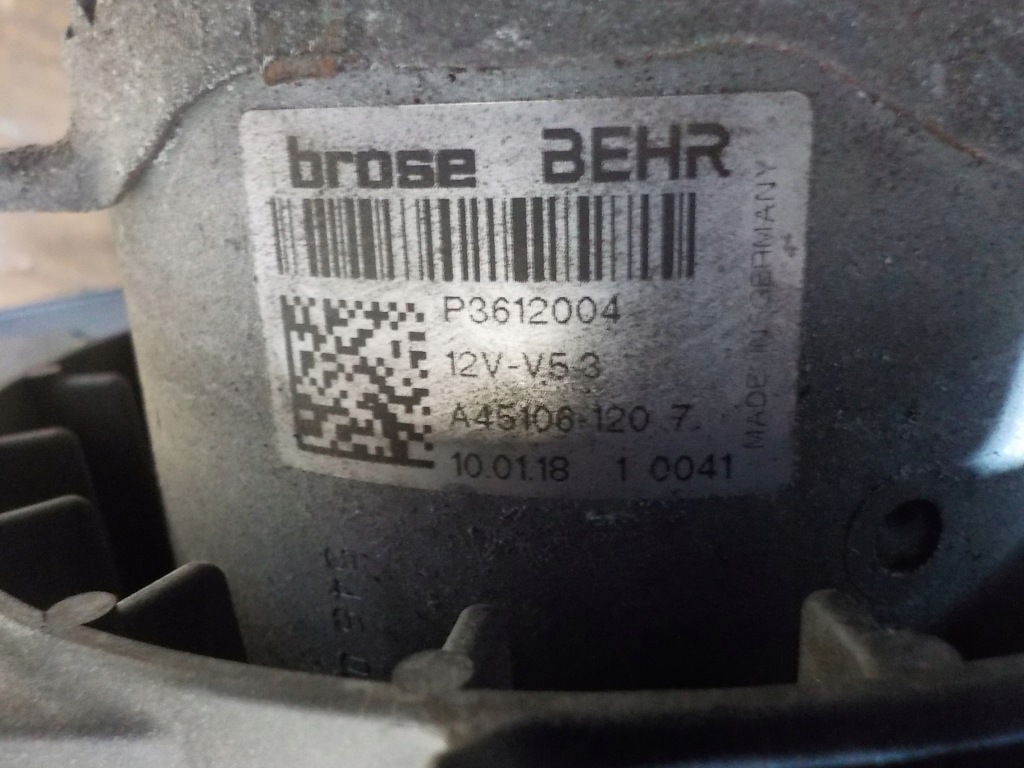 brose BEHR
P3612004
12V-V5-3
A45106-120 7
10.01.18 1 0041
MADE IN GERMANY